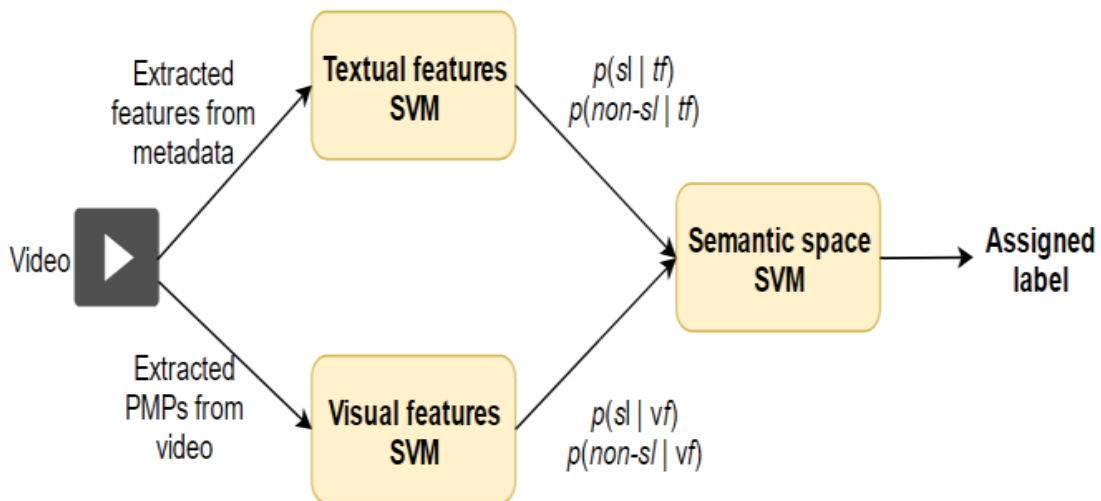 Video
Extracted
features from
metadata
Textual features
SVM
p(sl | tf)
p(non-sl | tf)
Extracted
PMPs from
video
Visual features
SVM
p(sl | vf)
p(non-sl | vf)
Semantic space
SVM
Assigned
label